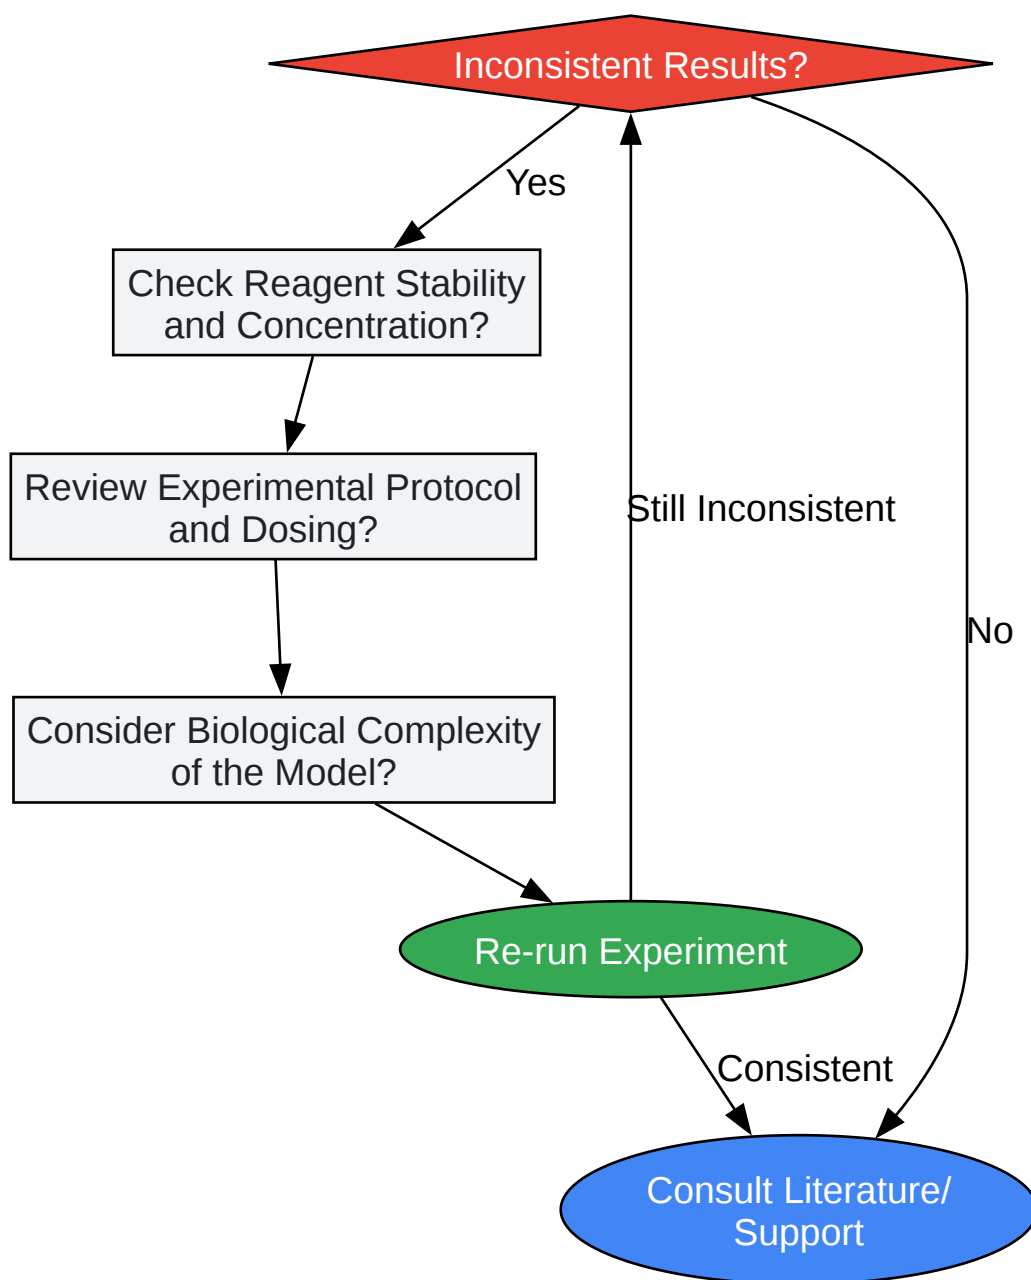 Inconsistent Results?
Yes
Check Reagent Stability
and Concentration?
Review Experimental Protocol
and Dosing?
Still Inconsistent
No
Consider Biological Complexity
of the Model?
Re-run Experiment
Consistent
Consult Literature/
Support